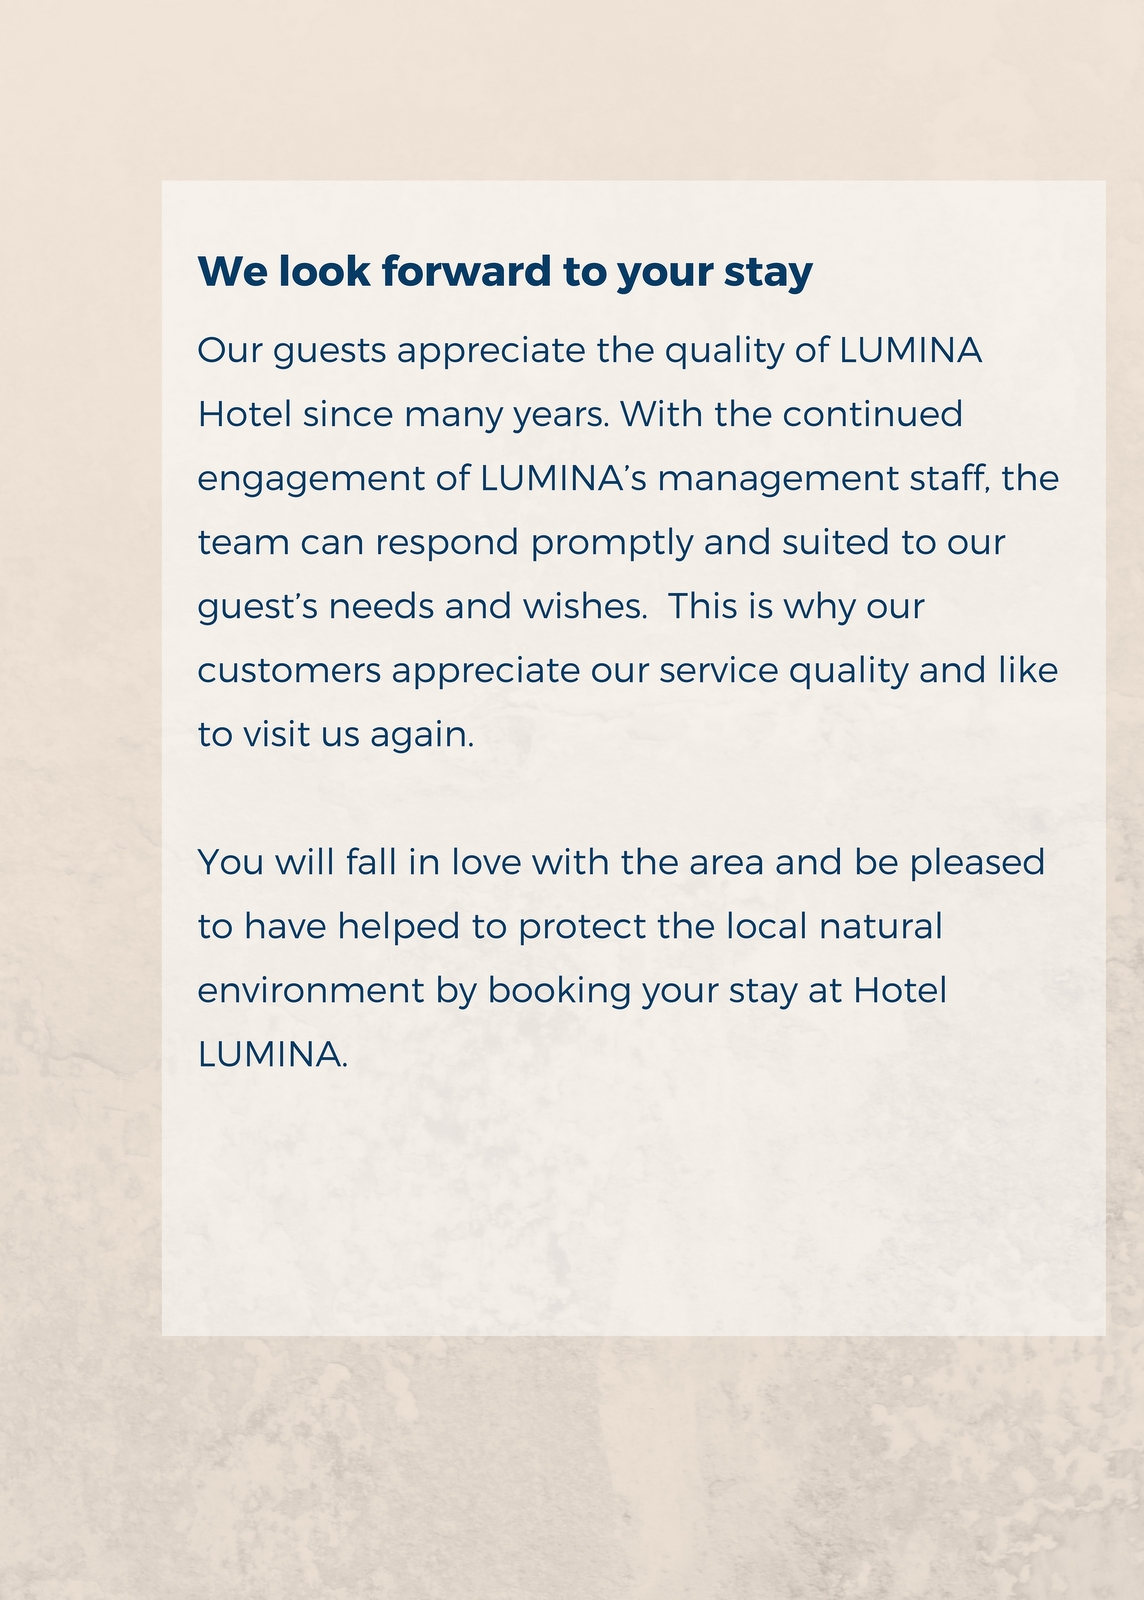 We look forward to your stay
Our guests appreciate the quality of LUMINA
Hotel since many years. With the continued
engagement of LUMINA’s management staff, the
team can respond promptly and suited to our
guest’s needs and wishes.  This is why our
customers appreciate our service quality and like
to visit us again.
You will fall in love with the area and be pleased
to have helped to protect the local natural
environment by booking your stay at Hotel
LUMINA.